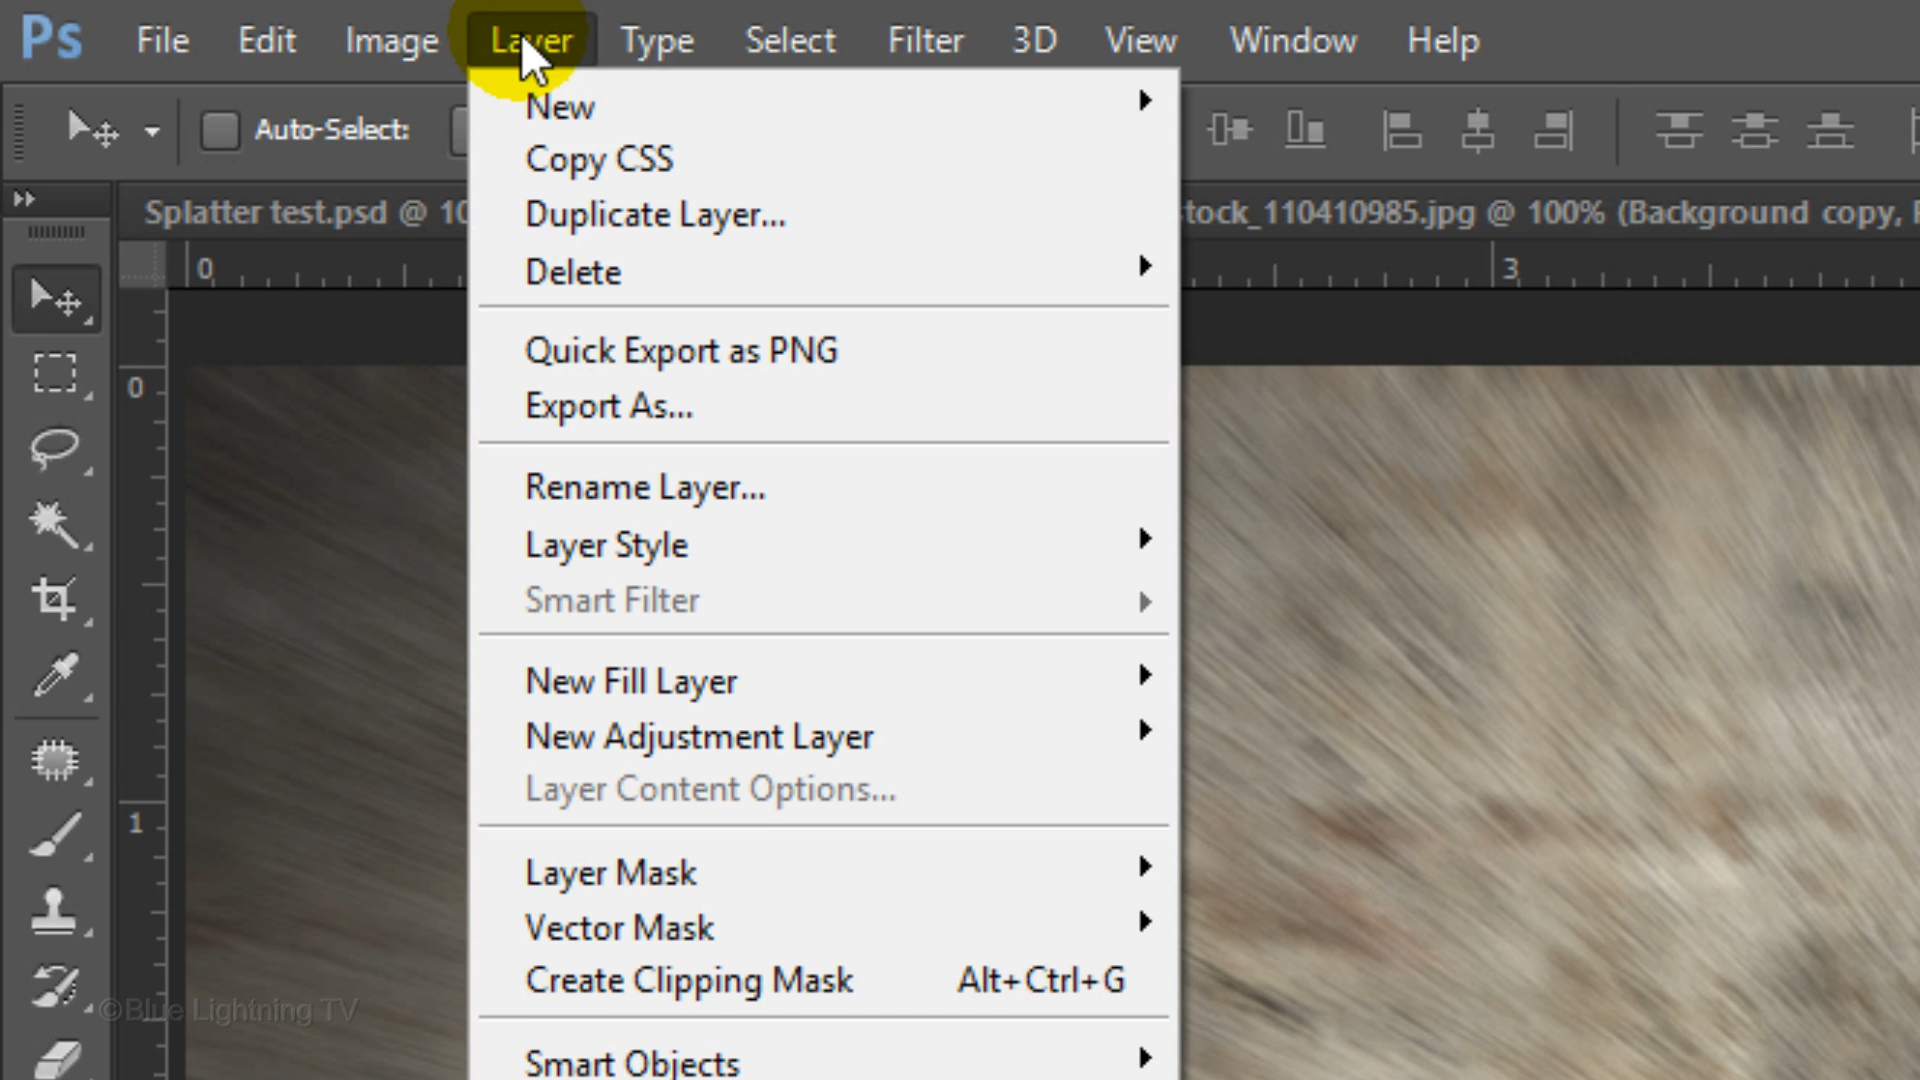 Ps File Edit Image Layer Type Select Filter 3D View Window Help
Auto-Select:
Splatter test.psd @ 10
tock_110410985.jpg @ 100% (Background copy,
0
3
0
1
New
Copy CSS
Duplicate Layer...
Delete
Quick Export as PNG
Export As...
Rename Layer...
Layer Style
Smart Filter
New Fill Layer
New Adjustment Layer
Layer Content Options...
Layer Mask
Vector Mask
Create Clipping Mask Alt+Ctrl+G
Smart Objects
©Blue Lightning TV